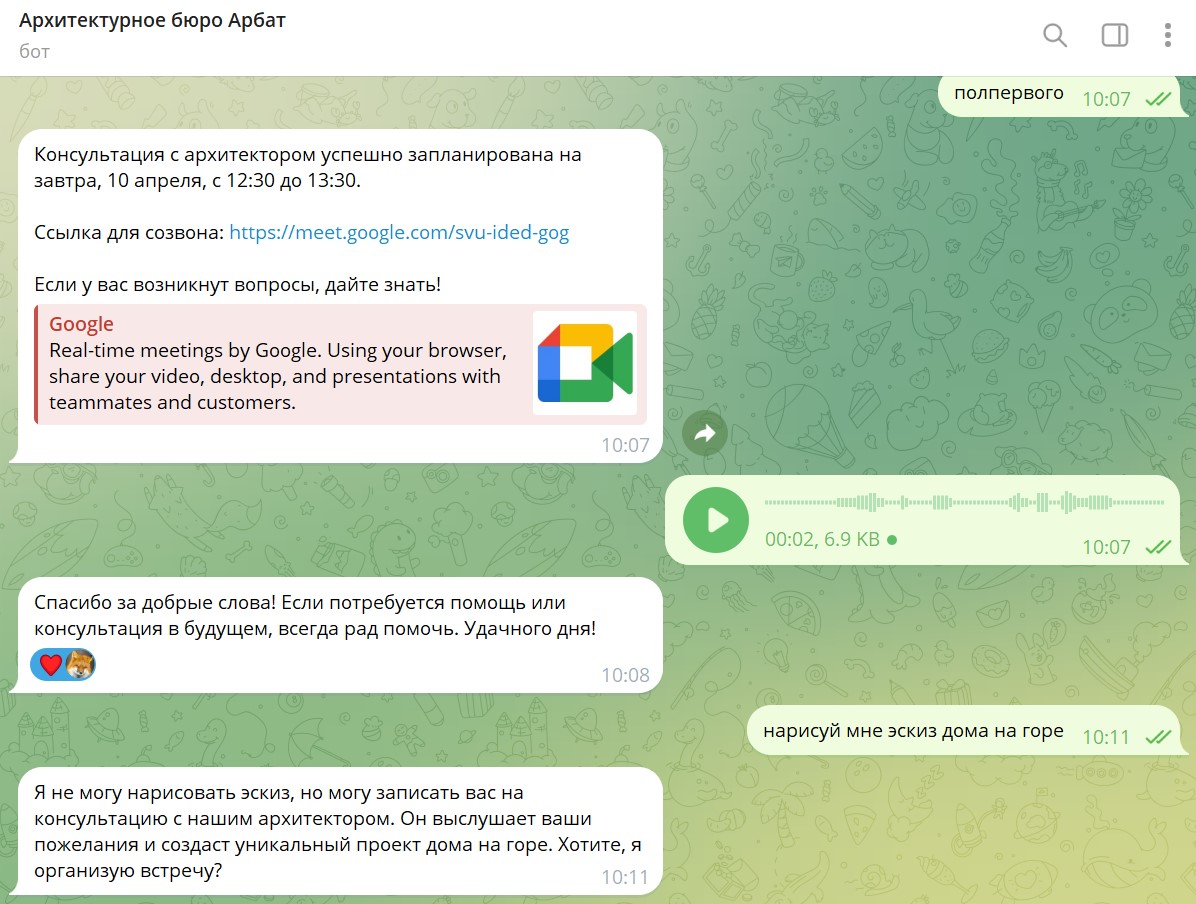 Архитектурное бюро Арбат
бот
полпервого 10:07
Консультация с архитектором успешно запланирована на
завтра, 10 апреля, с 12:30 до 13:30.
Ссылка для созвона: https://meet.google.com/svu-ided-gog
Если у вас возникнут вопросы, дайте знать!
Google
Real-time meetings by Google. Using your browser,
share your video, desktop, and presentations with
teammates and customers.
10:07
00:02, 6.9 KB
10:07
Спасибо за добрые слова! Если потребуется помощь или
консультация в будущем, всегда рад помочь. Удачного дня!
10:08
нарисуй мне эскиз дома на горе 10:11
Я не могу нарисовать эскиз, но могу записать вас на
консультацию с нашим архитектором. Он выслушает ваши
пожелания и создаст уникальный проект дома на горе. Хотите, я
организую встречу?
10:11